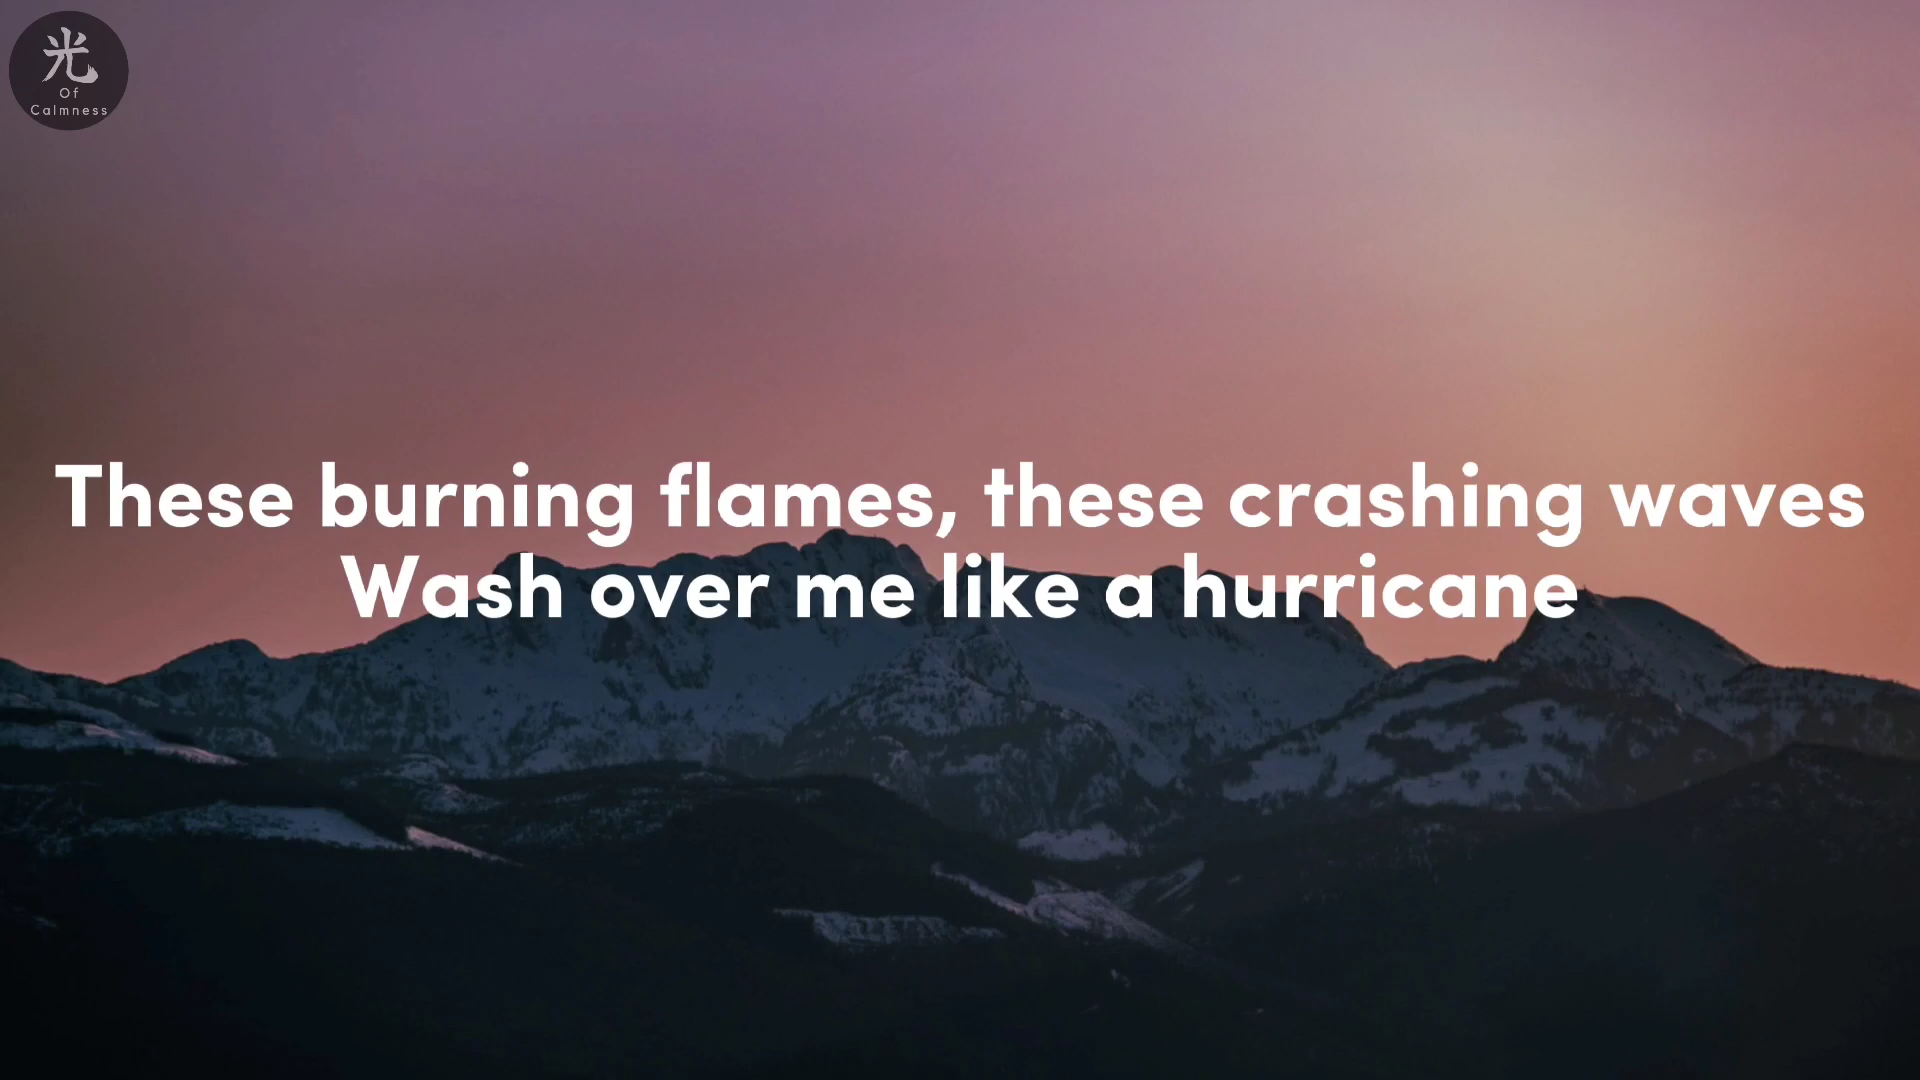 光
Of
Calmness
These burning flames, these crashing waves
Wash over me like a hurricane